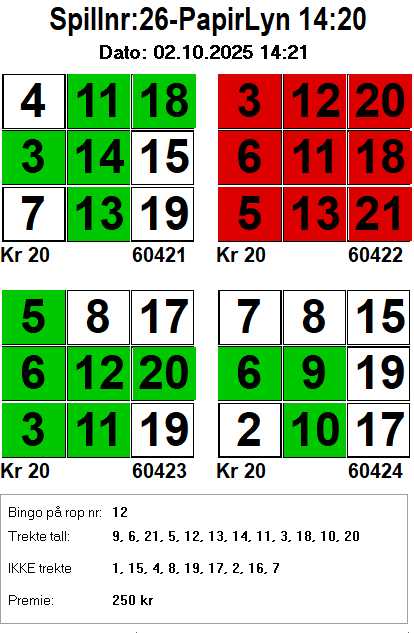 Spillnr:26-PapirLyn 14:20
Dato: 02.10.2025 14:21
4 11 18
3 14 15
7 13 19
Kr 20 60421
3 12 20
6 11 18
5 13 21
Kr 20 60422
5 8 17
6 12 20
3 11 19
Kr 20 60423
7 8 15
6 9 19
2 10 17
Kr 20 60424
Bingo på rop nr: 12
Trekte tall: 9, 6, 21, 5, 12, 13, 14, 11, 3, 18, 10, 20
IKKE trekte 1, 15, 4, 8, 19, 17, 2, 16, 7
Premie: 250 kr